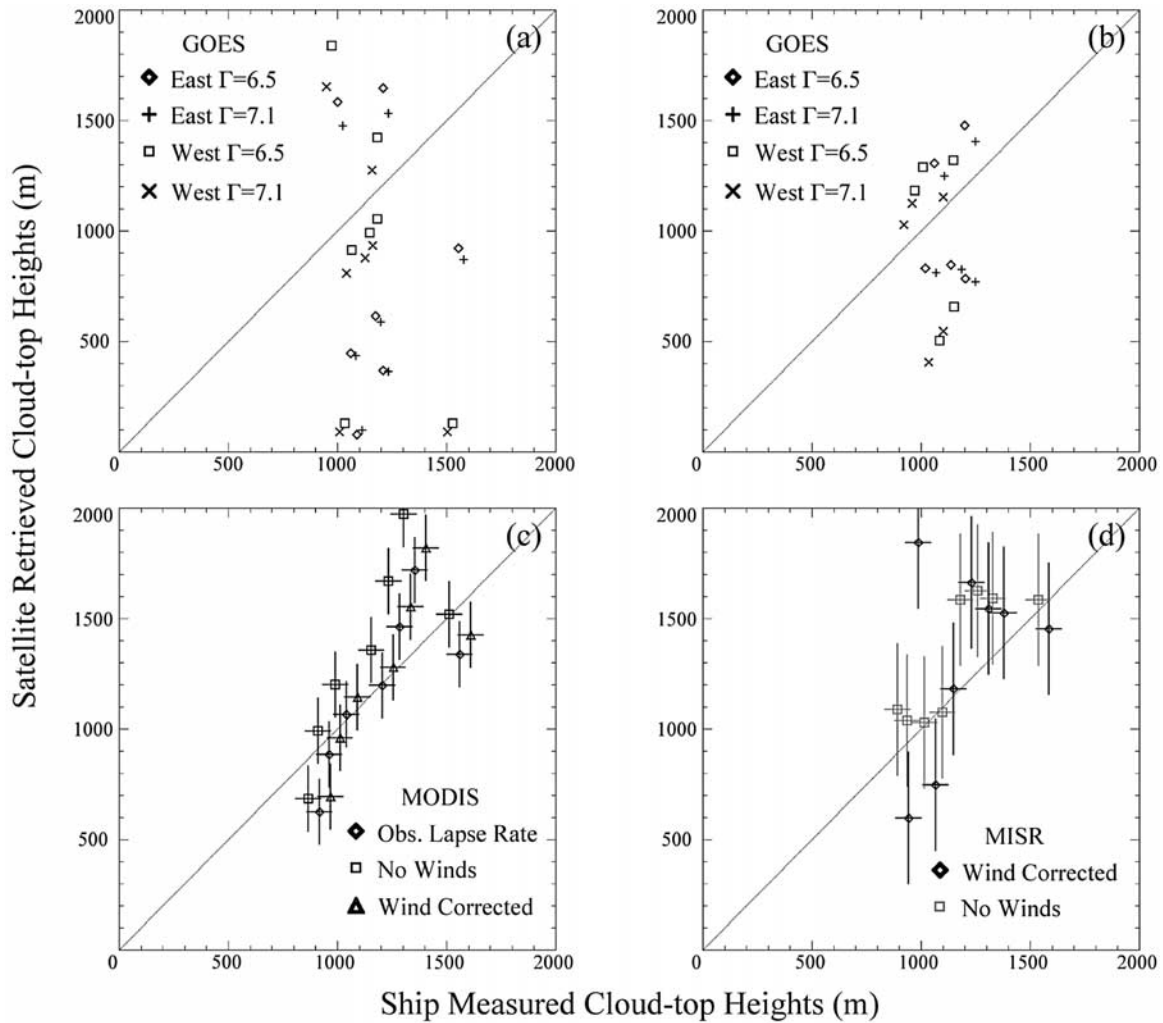 Satellite Retrieved Cloud-top Heights (m)
2000
1500
1000
500
0
500
1000
1500
2000
(a)
GOES
East Γ=6.5
East Γ=7.1
West Γ=6.5
West Γ=7.1
2000
1500
1000
500
0
500
1000
1500
2000
(b)
GOES
East Γ=6.5
East Γ=7.1
West Γ=6.5
West Γ=7.1
2000
1500
1000
500
0
500
1000
1500
2000
(c)
MODIS
Obs. Lapse Rate
No Winds
Wind Corrected
2000
1500
1000
500
0
500
1000
1500
2000
(d)
MISR
Wind Corrected
No Winds
Ship Measured Cloud-top Heights (m)